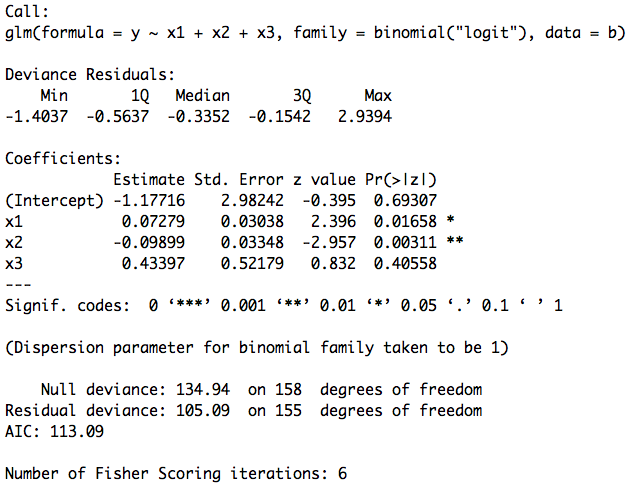 Call:
glm(formula = y ~ x1 + x2 + x3, family = binomial("logit"), data = b)
Deviance Residuals:
    Min       1Q   Median       3Q      Max
-1.4037  -0.5637  -0.3352  -0.1542   2.9394
Coefficients:
            Estimate Std. Error z value Pr(>|z|)
(Intercept) -1.17716    2.98242  -0.395  0.69307
x1           0.07279    0.03038   2.396  0.01658 *
x2          -0.09899    0.03348  -2.957  0.00311 **
x3           0.43397    0.52179   0.832  0.40558
---
Signif. codes:  0 ‘***’ 0.001 ‘**’ 0.01 ‘*’ 0.05 ‘.’ 0.1 ‘ ’ 1
(Dispersion parameter for binomial family taken to be 1)
    Null deviance: 134.94  on 158  degrees of freedom
Residual deviance: 105.09  on 155  degrees of freedom
AIC: 113.09
Number of Fisher Scoring iterations: 6